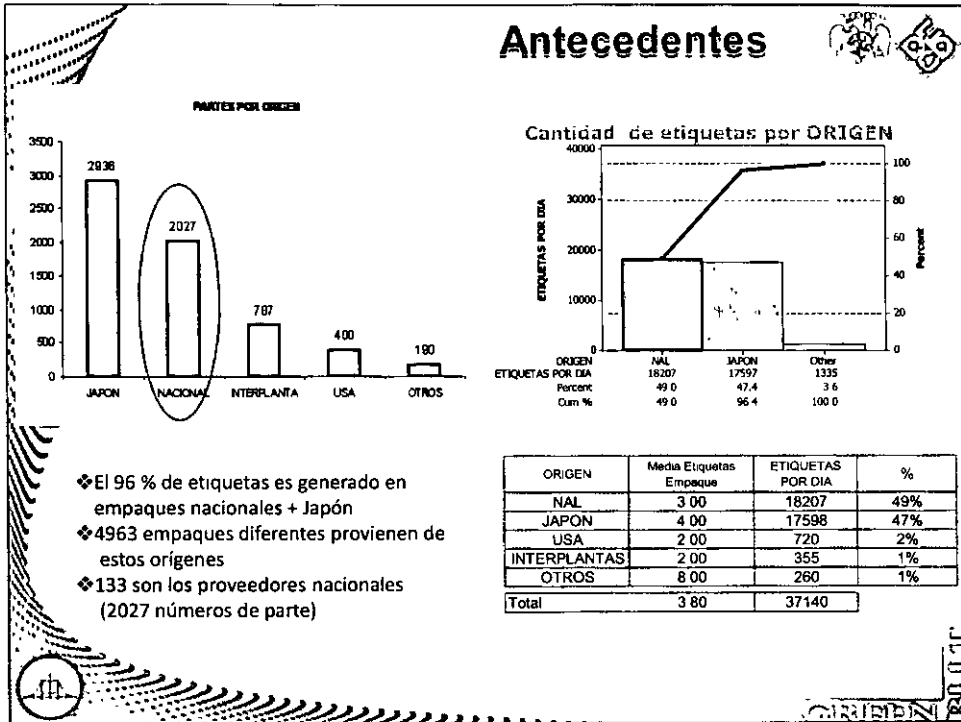 Antecedentes
PARTES POR ORIGEN
3500
3000
2500
2000
1500
1000
500
0
2936
2027
787
400
190
JAPON NACIONAL INTERPLANTA USA OTROS
Cantidad de etiquetas por ORIGEN
40000
30000
20000
10000
0
ETIQUETAS POR DIA
100
80
60
40
20
0
Percent
ORIGEN NAL JAPON Other
ETIQUETAS POR DIA 18207 17597 1335
Percent 49 0 47.4 3 6
Cum % 49 0 96 4 100 0
❖El 96 % de etiquetas es generado en
empaques nacionales + Japón
❖4963 empaques diferentes provienen de
estos orígenes
❖133 son los proveedores nacionales
(2027 números de parte)
ORIGEN Media Etiquetas Empaque ETIQUETAS POR DIA %
NAL 3 00 18207 49%
JAPON 4 00 17598 47%
USA 2 00 720 2%
INTERPLANTAS 2 00 355 1%
OTROS 8 00 260 1%
Total 3 80 37140